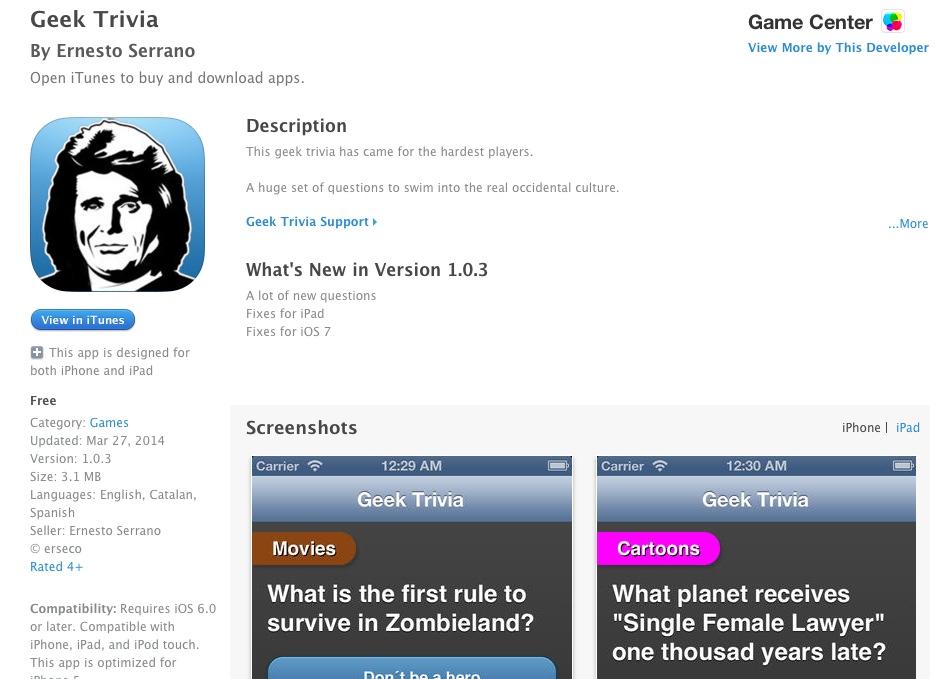 Geek Trivia
By Ernesto Serrano
Open iTunes to buy and download apps.
Game Center
View More by This Developer
View in iTunes
This app is designed for
both iPhone and iPad
Free
Category: Games
Updated: Mar 27, 2014
Version: 1.0.3
Size: 3.1 MB
Languages: English, Catalan,
Spanish
Seller: Ernesto Serrano
© erseco
Rated 4+
Compatibility: Requires iOS 6.0
or later. Compatible with
iPhone, iPad, and iPod touch.
This app is optimized for
iPhone 5.
Description
This geek trivia has came for the hardest players.
A huge set of questions to swim into the real occidental culture.
Geek Trivia Support
...More
What's New in Version 1.0.3
A lot of new questions
Fixes for iPad
Fixes for iOS 7
Screenshots
iPhone | iPad
Carrier 12:29 AM
Geek Trivia
Movies
What is the first rule to
survive in Zombieland?
Don´t be a hero
Carrier 12:30 AM
Geek Trivia
Cartoons
What planet receives
"Single Female Lawyer"
one thousad years late?